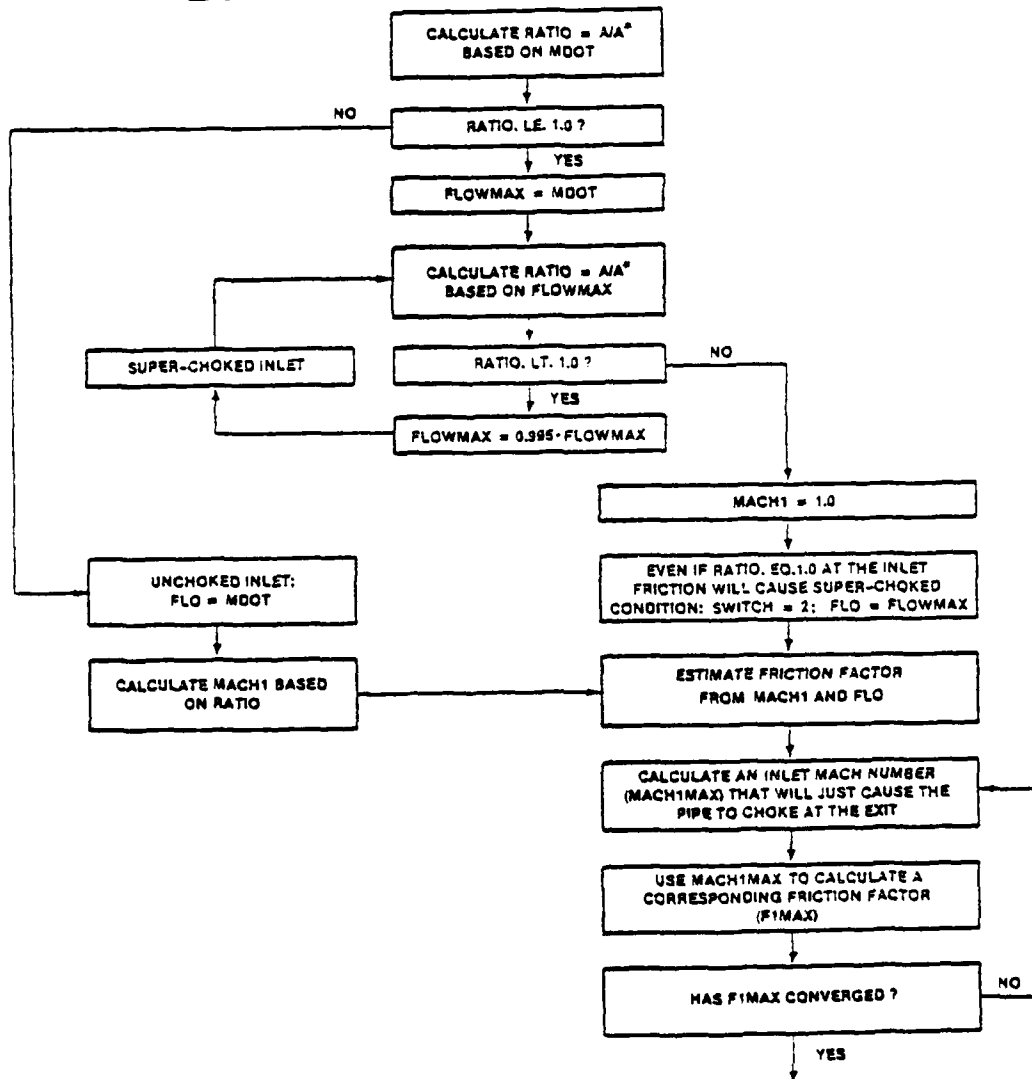 CALCULATE RATIO = A/A*
BASED ON MDOT
NO
RATIO. LE. 1.0 ?
YES
FLOWMAX = MDOT
CALCULATE RATIO = A/A*
BASED ON FLOWMAX
SUPER-CHOKED INLET
RATIO. LT. 1.0 ?
NO
YES
FLOWMAX = 0.995·FLOWMAX
MACH1 = 1.0
EVEN IF RATIO. EQ.1.0 AT THE INLET
FRICTION WILL CAUSE SUPER-CHOKED
CONDITION: SWITCH = 2; FLO = FLOWMAX
UNCHOKED INLET:
FLO = MDOT
CALCULATE MACH1 BASED
ON RATIO
ESTIMATE FRICTION FACTOR
FROM MACH1 AND FLO
CALCULATE AN INLET MACH NUMBER
(MACH1MAX) THAT WILL JUST CAUSE THE
PIPE TO CHOKE AT THE EXIT
USE MACH1MAX TO CALCULATE A
CORRESPONDING FRICTION FACTOR
(F1MAX)
HAS F1MAX CONVERGED ?
NO
YES